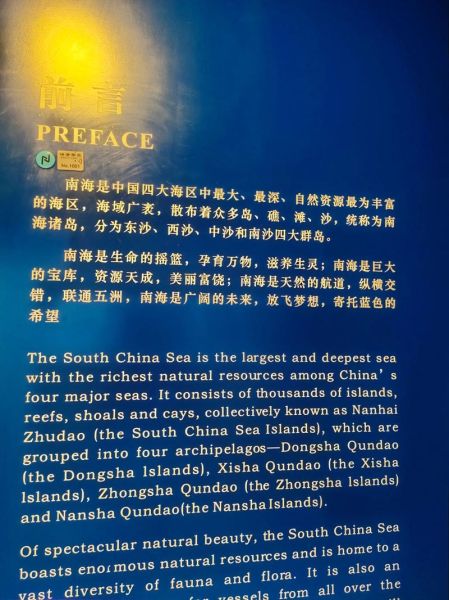 前言
PREFACE
No.1001
南海是中国四大海区中最大、最深、自然资源最为丰富
的海区，海域广袤，散布着众多岛、礁、滩、沙，统称为南
海诸岛，分为东沙、西沙、中沙和南沙四大群岛。
南海是生命的摇篮，孕育万物，滋养生灵；南海是巨大
的宝库，资源天成，美丽富饶；南海是天然的航道，纵横交
错，联通五洲，南海是广阔的未来，放飞梦想，寄托蓝色的
希望
The South China Sea is the largest and deepest sea
with the richest natural resources among China's
four major seas. It consists of thousands of islands,
reefs, shoals and cays, collectively known as Nanhai
Zhudao (the South China Sea Islands), which are
grouped into four archipelagos—Dongsha Qundao
(the Dongsha Islands), Xisha Qundao (the Xisha
Islands), Zhongsha Qundao (the Zhongsha Islands)
and Nansha Qundao(the Nansha Islands).
Of spectacular natural beauty, the South China Sea
boasts enormous natural resources and is home to a
vast diversity of fauna and flora. It is also an
for vessels from all over the